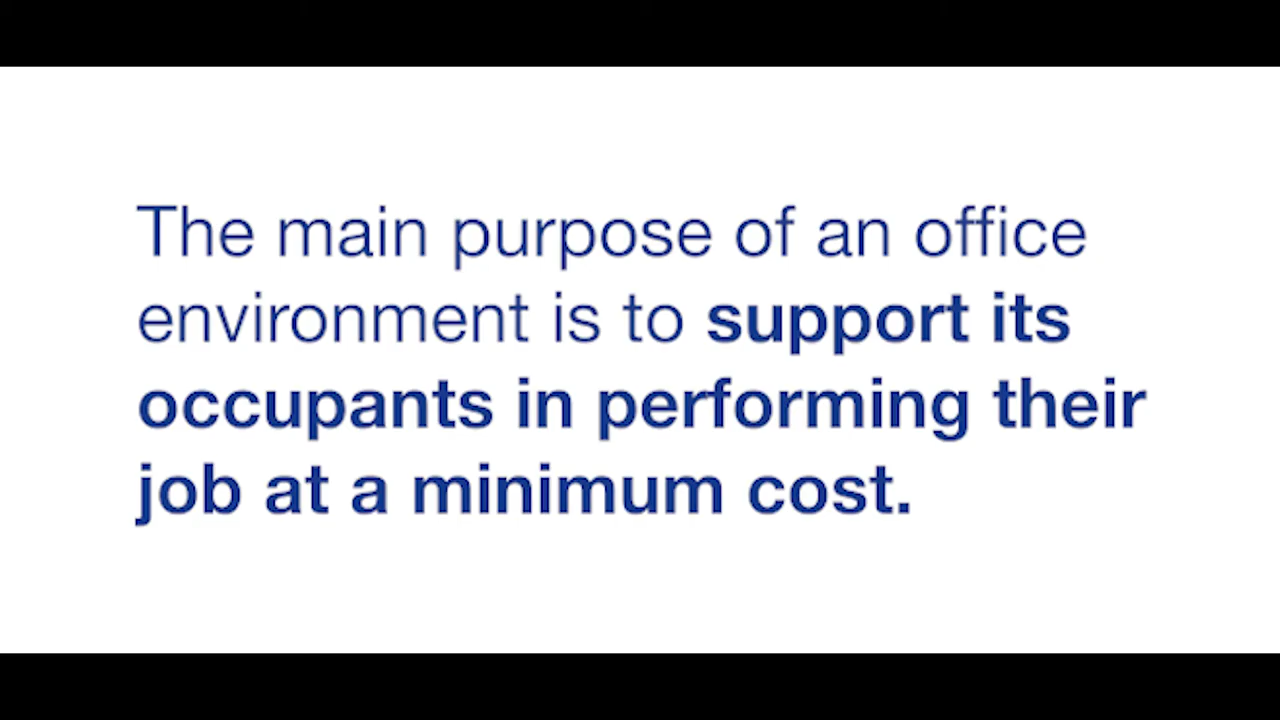 The main purpose of an office
environment is to support its
occupants in performing their
job at a minimum cost.